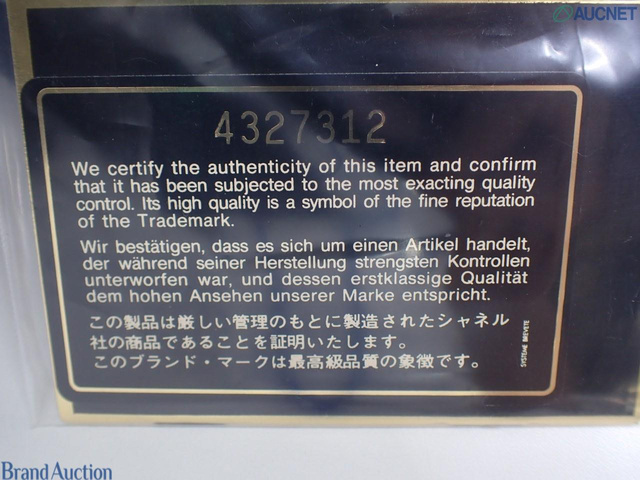 AUCNET
4327312
We certify the authenticity of this item and confirm
that it has been subjected to the most exacting quality
control. Its high quality is a symbol of the fine reputation
of the Trademark.
Wir bestätigen, dass es sich um einen Artikel handelt,
der während seiner Herstellung strengsten Kontrollen
unterworfen war, und dessen erstklassige Qualität
dem hohen Ansehen unserer Marke entspricht.
この製品は厳しい管理のもとに製造されたシャネル
社の商品であることを証明いたします。
このブランド・マークは最高級品質の象徴です。
SYSTEME BREVETE
Brand Auction